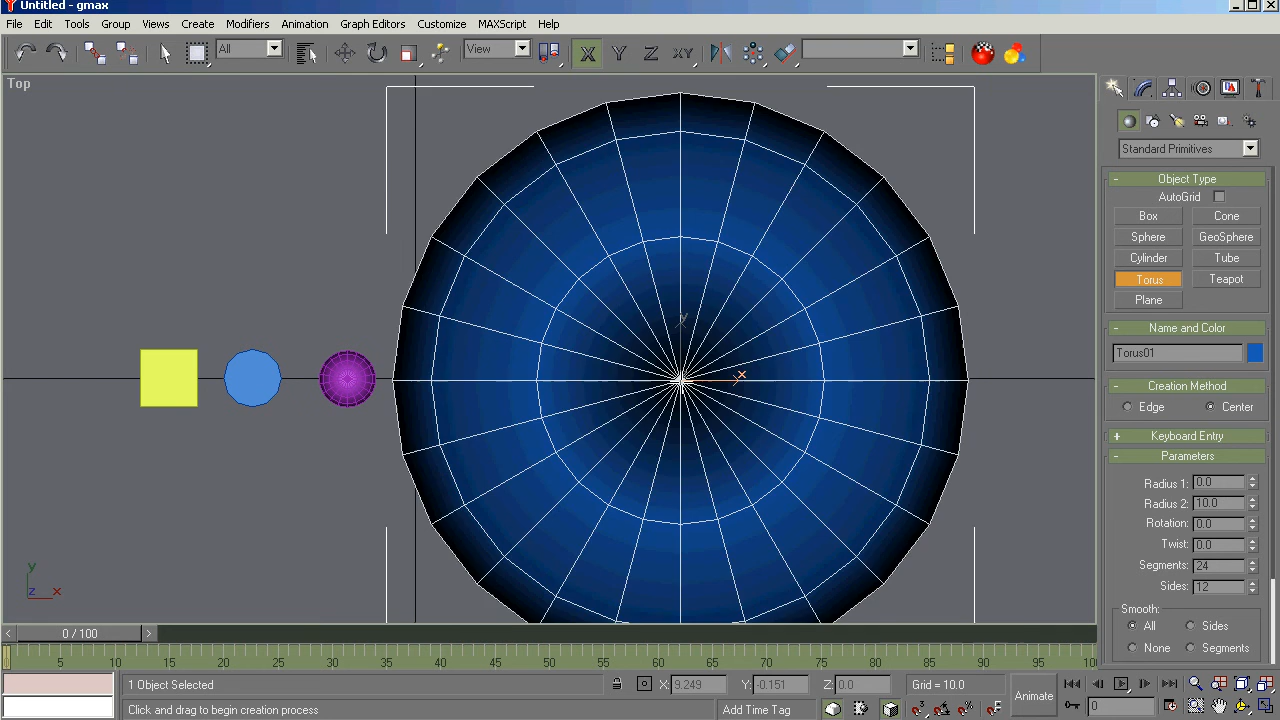 Untitled - gmax
File Edit Tools Group Views Create Modifiers Animation Graph Editors Customize MAXScript Help
All View X Y Z XY
Top
Standard Primitives
Object Type
AutoGrid
Box Cone
Sphere GeoSphere
Cylinder Tube
Torus Teapot
Plane
Name and Color
Torus01
Creation Method
Edge Center
Keyboard Entry
Parameters
Radius 1: 0.0
Radius 2: 10.0
Rotation: 0.0
Twist: 0.0
Segments: 24
Sides: 12
Smooth:
All Sides
None Segments
y
x
y
z x
< 0 / 100 >
5 10 15 20 25 30 35 40 45 50 55 60 65 70 75 80 85 90 95 10
1 Object Selected X: 9.249 Y: -0.151 Z: 0.0 Grid = 10.0 Animate
Click and drag to begin creation process Add Time Tag 0